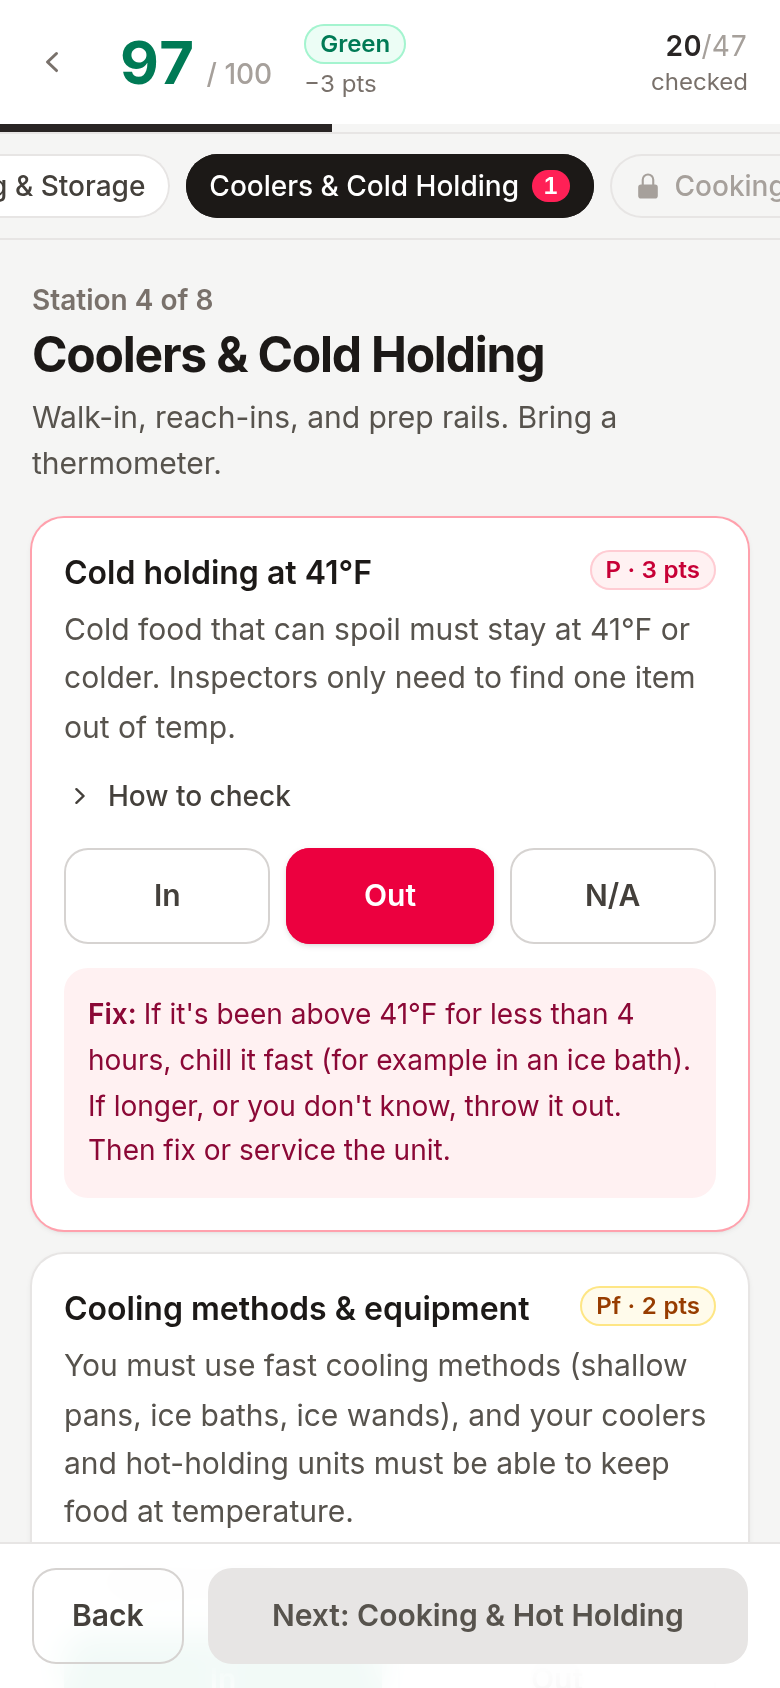 97 / 100
Green
−3 pts
20/47
checked
g & Storage
Coolers & Cold Holding 1
Cooking
Station 4 of 8
Coolers & Cold Holding
Walk-in, reach-ins, and prep rails. Bring a
thermometer.
Cold holding at 41°F
P · 3 pts
Cold food that can spoil must stay at 41°F or
colder. Inspectors only need to find one item
out of temp.
How to check
In
Out
N/A
Fix: If it's been above 41°F for less than 4
hours, chill it fast (for example in an ice bath).
If longer, or you don't know, throw it out.
Then fix or service the unit.
Cooling methods & equipment
Pf · 2 pts
You must use fast cooling methods (shallow
pans, ice baths, ice wands), and your coolers
and hot-holding units must be able to keep
food at temperature.
Back
Next: Cooking & Hot Holding
In
Out